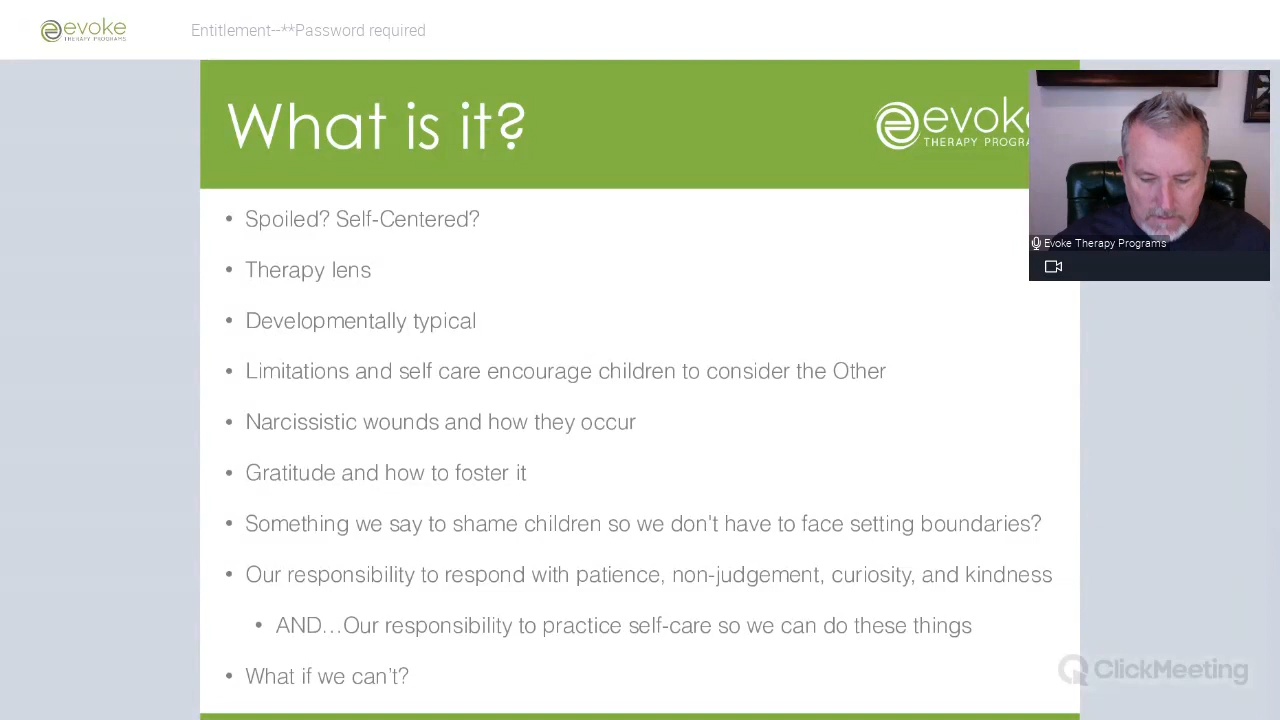 evoke
THERAPY PROGRAMS
Entitlement--**Password required
What is it?
evoke
THERAPY PROGRA
• Spoiled? Self-Centered?
• Therapy lens
• Developmentally typical
• Limitations and self care encourage children to consider the Other
• Narcissistic wounds and how they occur
• Gratitude and how to foster it
• Something we say to shame children so we don't have to face setting boundaries?
• Our responsibility to respond with patience, non-judgement, curiosity, and kindness
• AND…Our responsibility to practice self-care so we can do these things
• What if we can't?
Evoke Therapy Programs
ClickMeeting